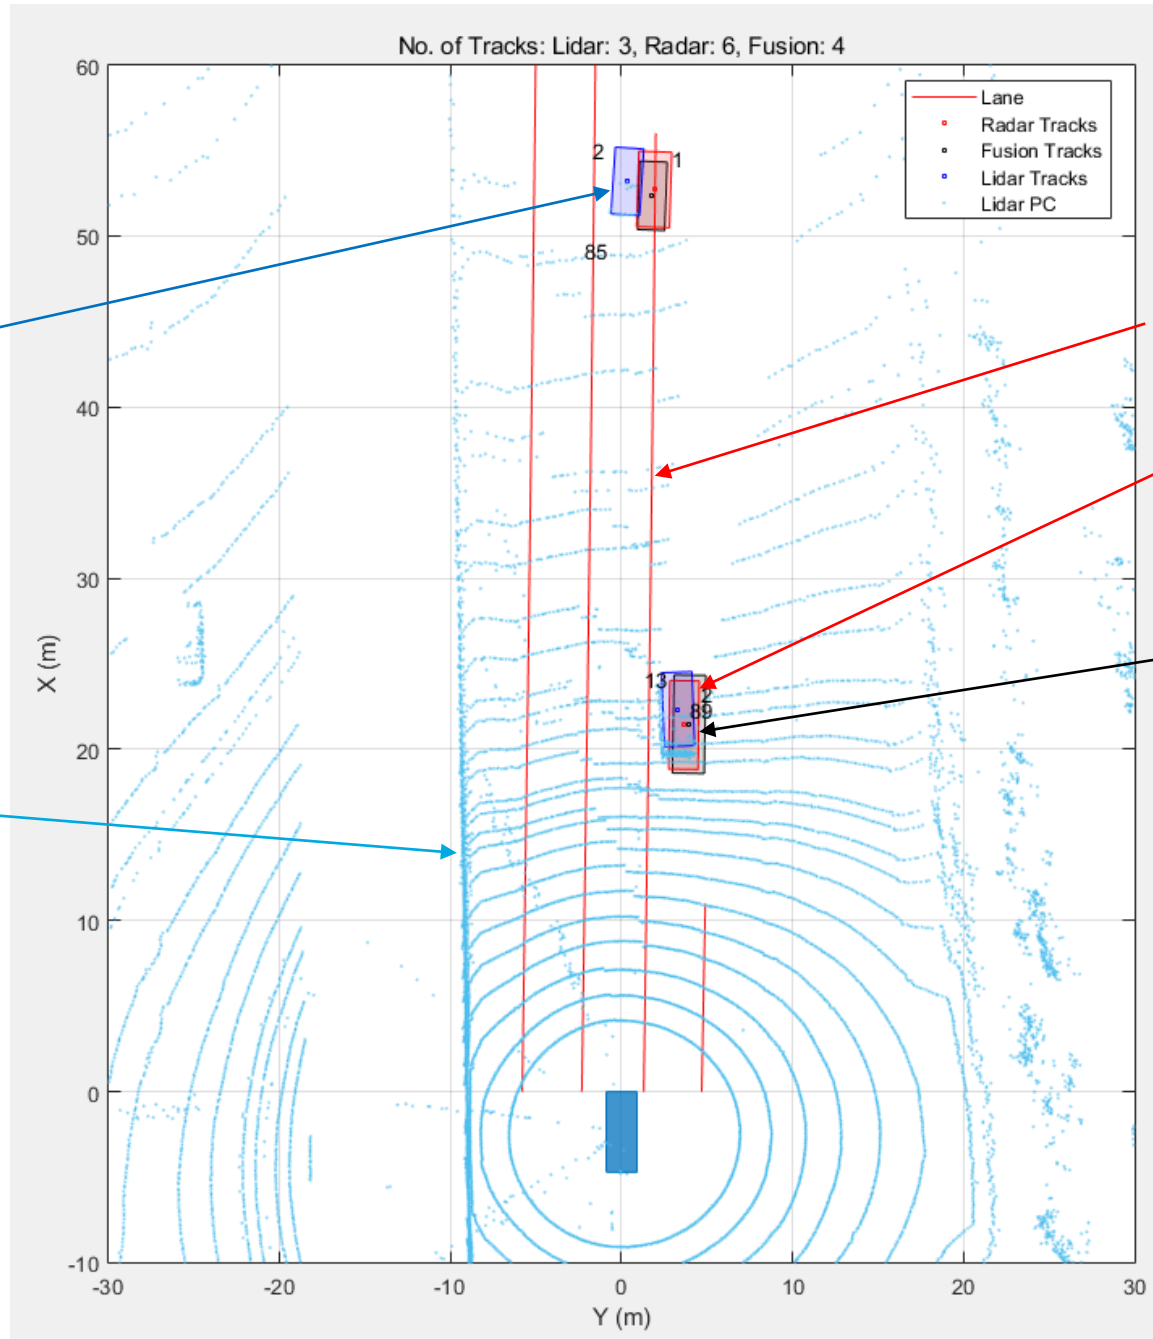 No. of Tracks: Lidar: 3, Radar: 6, Fusion: 4
60
50
40
30
20
10
0
-10
X (m)
-30
-20
-10
0
10
20
30
Y (m)
Lane
Radar Tracks
Fusion Tracks
Lidar Tracks
Lidar PC
2
1
85
13
2
89